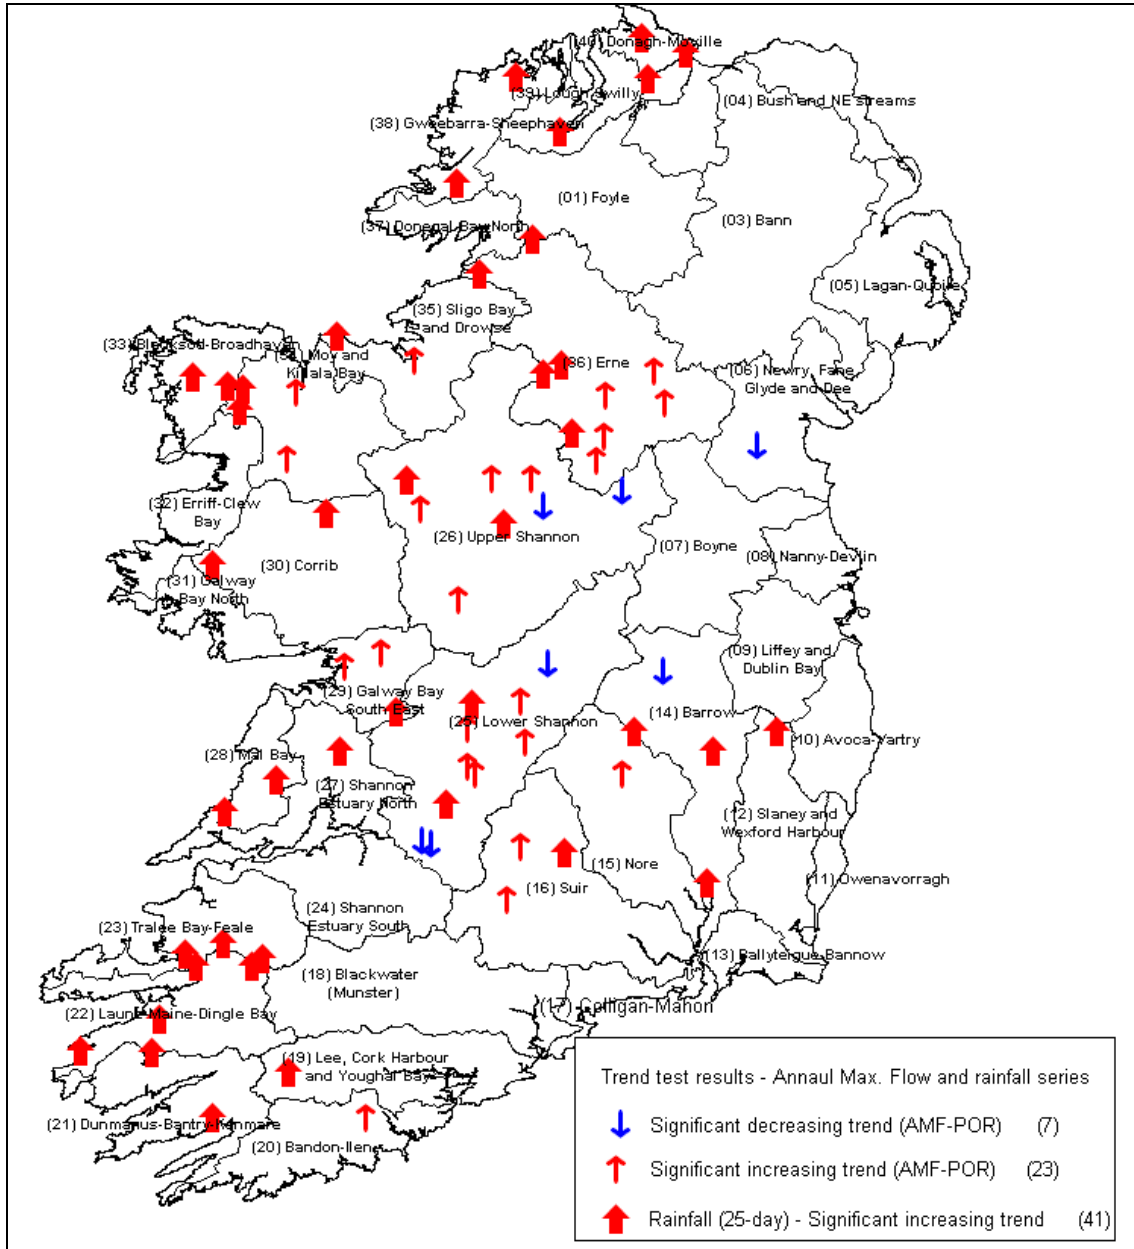 (40) Donagh-Moville
(39) Lough Swilly
(04) Bush and NE streams
(38) Gweebarra-Sheephaven
(01) Foyle
(03) Bann
(37) Donegal Bay North
(05) Lagan-Quoile
(35) Sligo Bay
and Drowse
(33) Blacksod-Broadhaven
(34) Moy and
Killala Bay
(36) Erne
(06) Newry, Fane,
Glyde and Dee
(32) Erriff-Clew
Bay
(26) Upper Shannon
(07) Boyne
(08) Nanny-Devlin
(30) Corrib
(31) Galway
Bay North
(09) Liffey and
Dublin Bay
(29) Galway Bay
South East
(25) Lower Shannon
(14) Barrow
(10) Avoca-Vartry
(28) Mal Bay
(27) Shannon
Estuary North
(12) Slaney and
Wexford Harbour
(15) Nore
(16) Suir
(11) Owenavorragh
(24) Shannon
Estuary South
(23) Tralee Bay-Feale
(13) Ballyteigue-Bannow
(18) Blackwater
(Munster)
(17) Colligan-Mahon
(22) Laune-Maine-Dingle Bay
(19) Lee, Cork Harbour
and Youghal Bay
(21) Dunmanus-Bantry-Kenmare
(20) Bandon-Ilen
Trend test results - Annaul Max. Flow and rainfall series
Significant decreasing trend (AMF-POR) (7)
Significant increasing trend (AMF-POR) (23)
Rainfall (25-day) - Significant increasing trend (41)